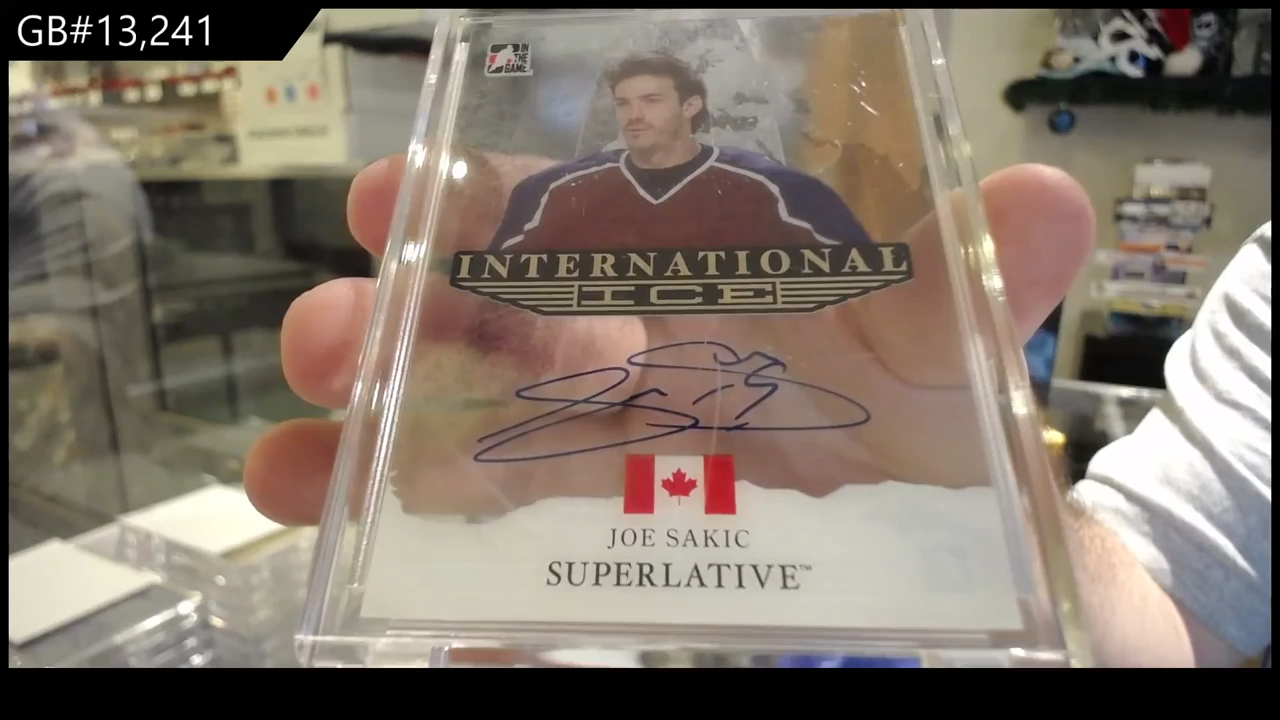 GB#13,241
IN
THE
GAME
INTERNATIONAL
ICE
JOE SAKIC
SUPERLATIVE™